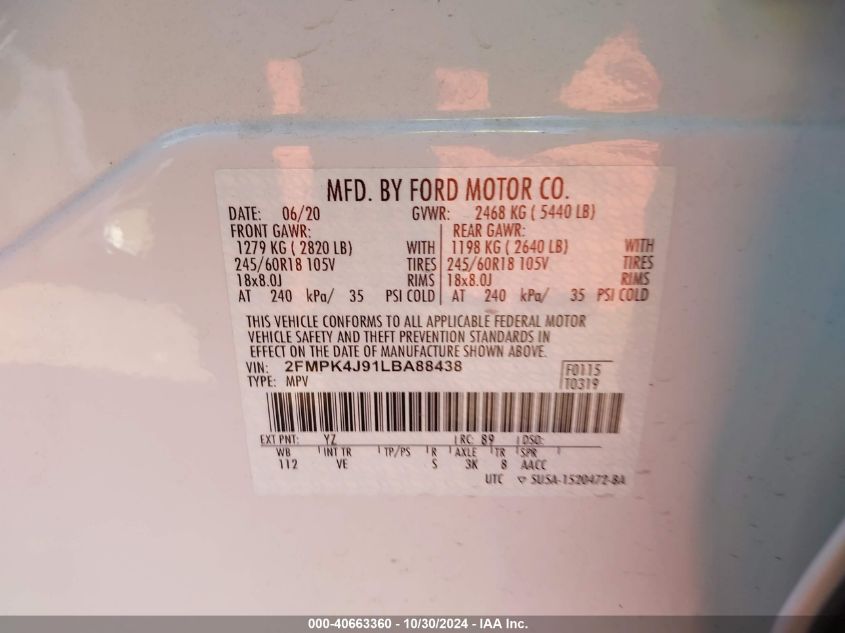 MFD. BY FORD MOTOR CO.
DATE: 06/20 GVWR: 2468 KG ( 5440 LB)
FRONT GAWR: REAR GAWR:
1279 KG ( 2820 LB) WITH 1198 KG ( 2640 LB) WITH
245/60R18 105V TIRES 245/60R18 105V TIRES
18x8.0J RIMS 18x8.0J RIMS
AT 240 kPa/ 35 PSI COLD AT 240 kPa/ 35 PSI COLD
THIS VEHICLE CONFORMS TO ALL APPLICABLE FEDERAL MOTOR
VEHICLE SAFETY AND THEFT PREVENTION STANDARDS IN
EFFECT ON THE DATE OF MANUFACTURE SHOWN ABOVE.
VIN: 2FMPK4J91LBA88438 F0115
TYPE: MPV T0319
EXT PNT: YZ RC: 89 DSO:
WB INT TR TP/PS R AXLE TR SPR
112 VE S 3K 8 AACC
UTC ▽ SU5A-1520472-BA
000-40663360 - 10/30/2024 - IAA Inc.